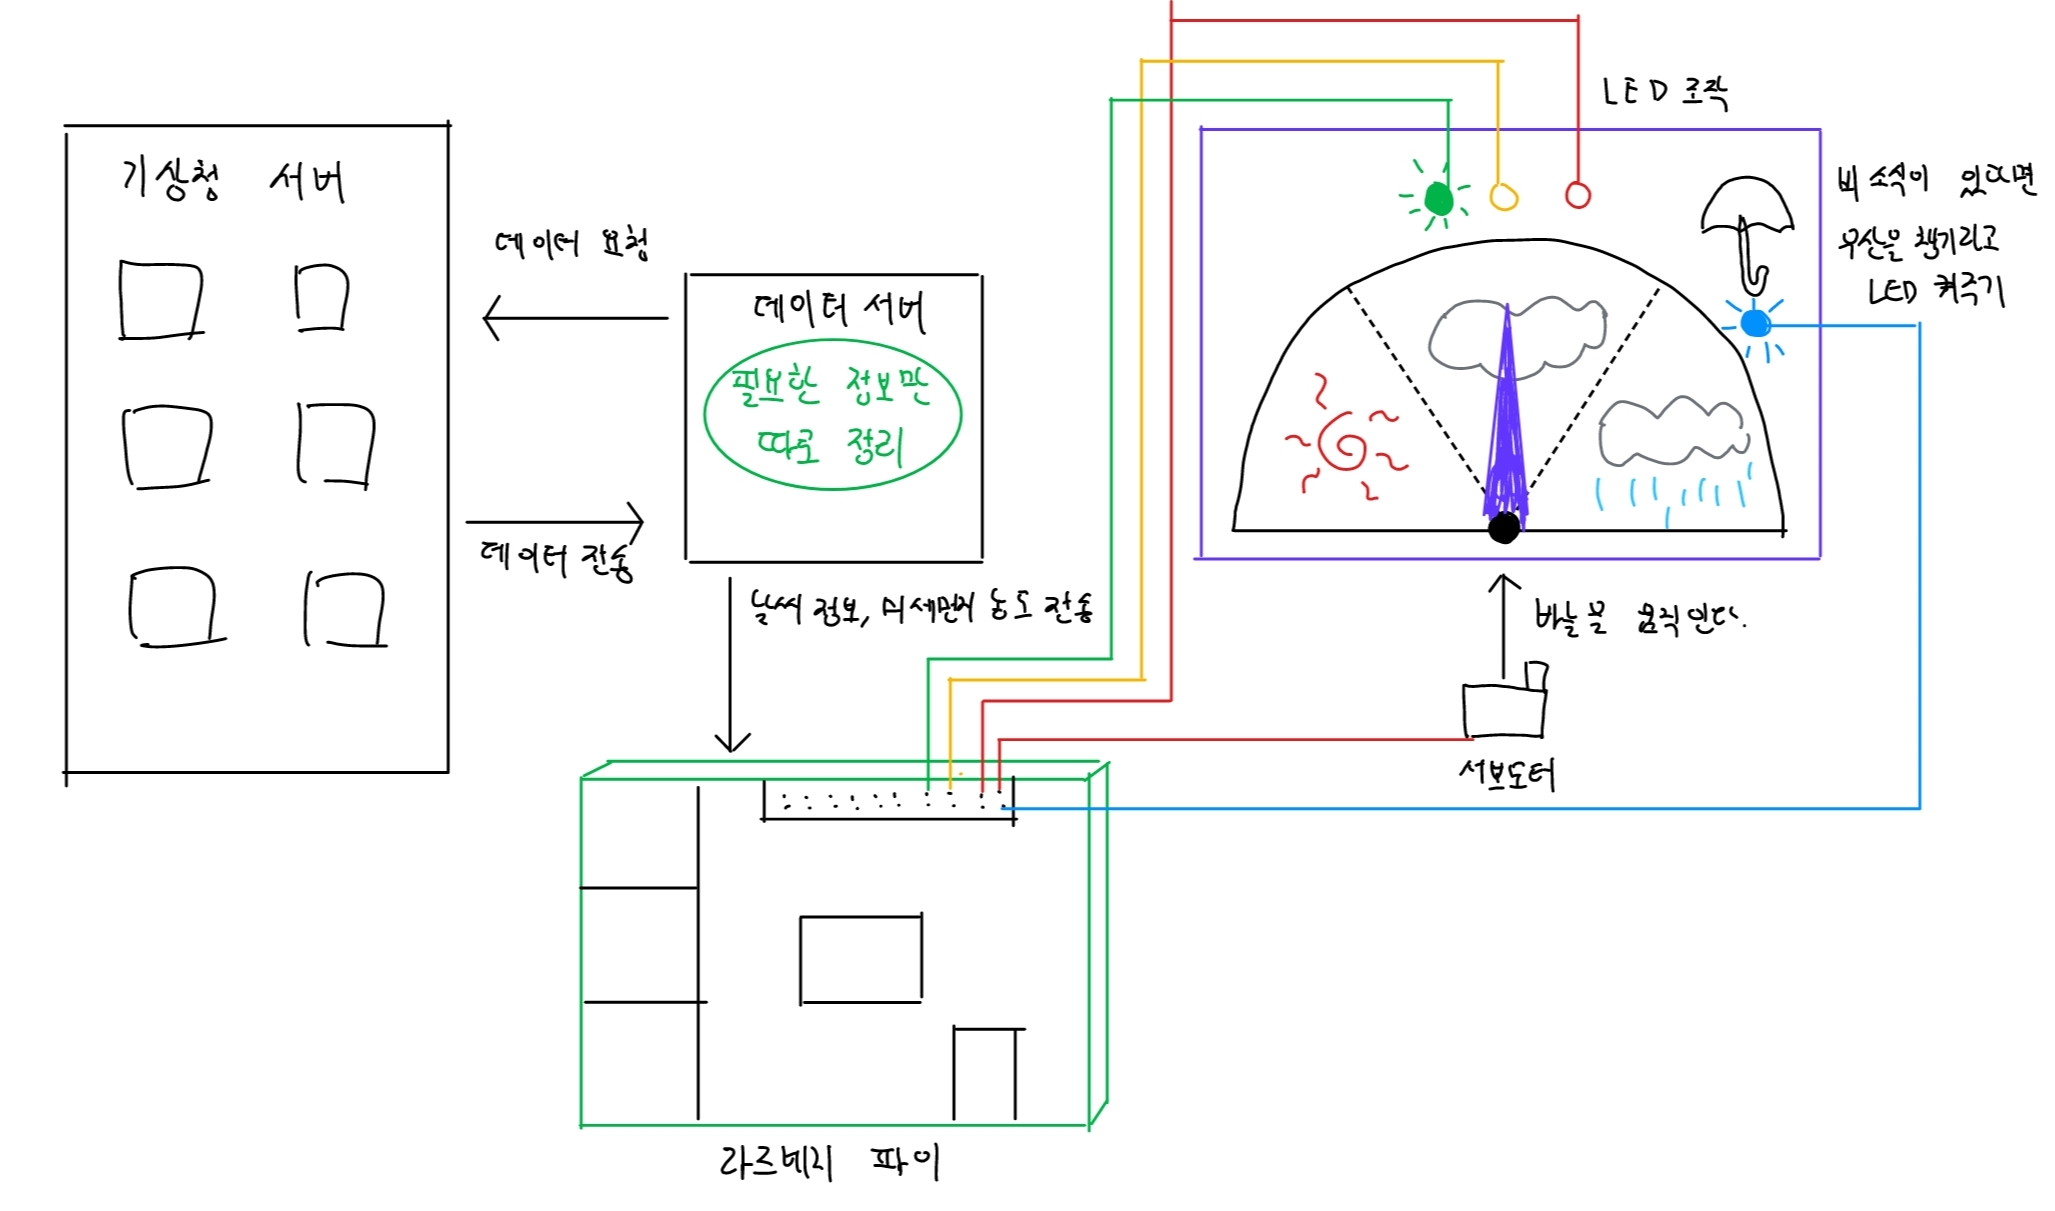 기상청 서버
데이터 요청
데이터 전송
데이터 서버
필요한 정보만
따로 정리
날씨 정보, 미세먼지 농도 전송
LED 조작
비 소식이 있다면
우산을 챙기라고
LED 켜주기
바늘을 움직인다.
서보모터
라즈베리 파이